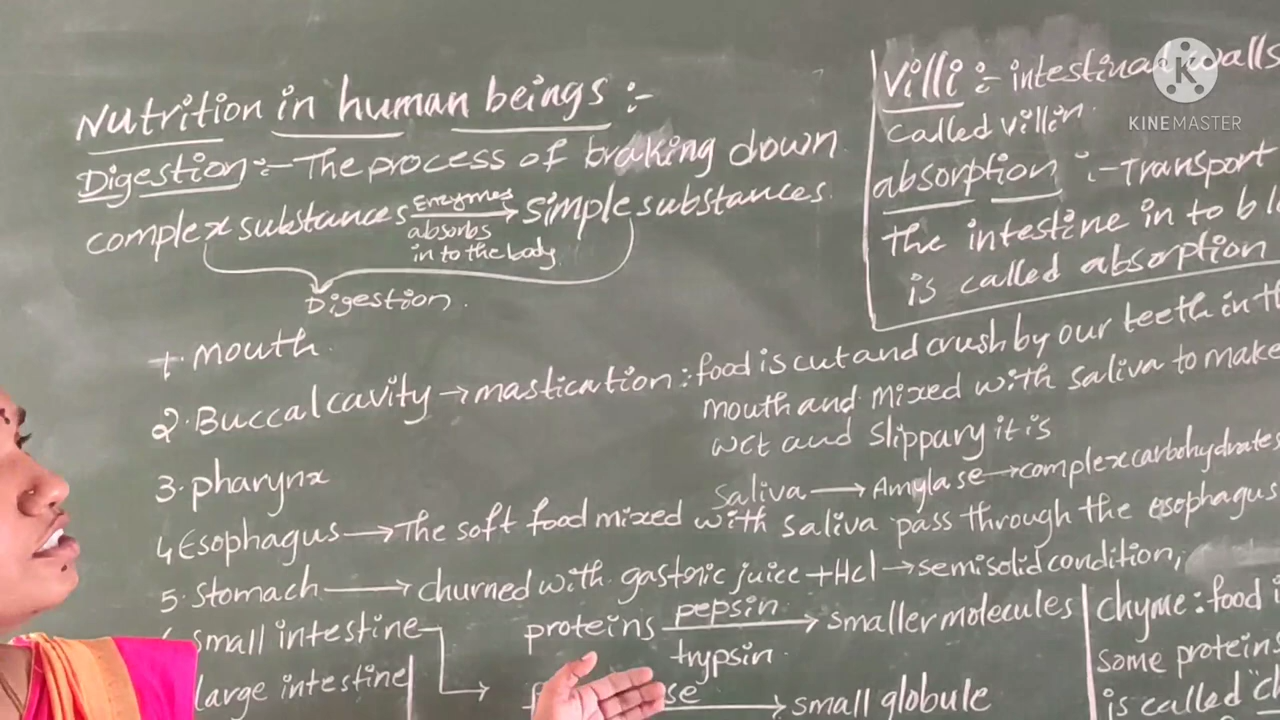 Nutrition in human beings :-
Digestion :- The process of braking down
complex substances Enzymes simple substances.
absorbs
in to the body
Digestion.
1. mouth.
2. Buccal cavity → mastication : food is cut and crush by our teeth in
mouth and mixed with saliva to make
wet and slippary it is
3. pharynx
saliva → Amylase → complex carbohydrates
4 Esophagus → The soft food mixed with saliva pass through the esophagus
5. stomach → churned with gastoric juice + Hcl → semisolid condition,
small intestine
proteins pepsin → smaller molecules
trypsin
large intestine
→ small globule
Villi :- intestinal walls
called villin.
absorption :- Transport
the intestine in to
is called absorption
chyme : food
some proteins
is called
KINEMASTER